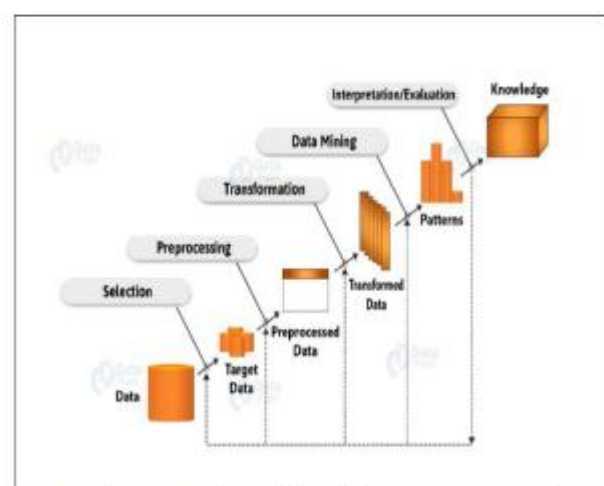 Interpretation/Evaluation
Knowledge
Data Mining
Transformation
Patterns
Preprocessing
Transformed
Data
Selection
Preprocessed
Data
Target
Data
Data